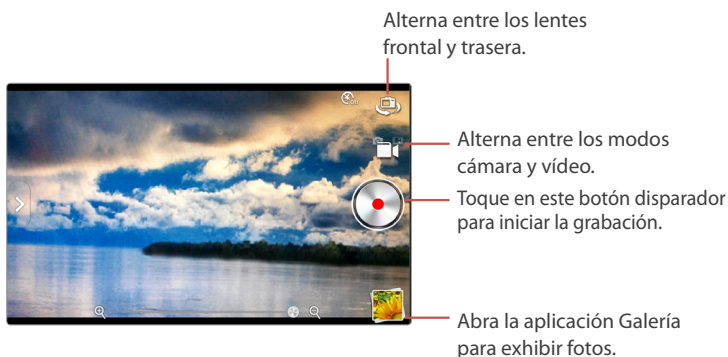 Alterna entre los lentes
frontal y trasera.
Alterna entre los modos
cámara y vídeo.
Toque en este botón disparador
para iniciar la grabación.
Abra la aplicación Galería
para exhibir fotos.